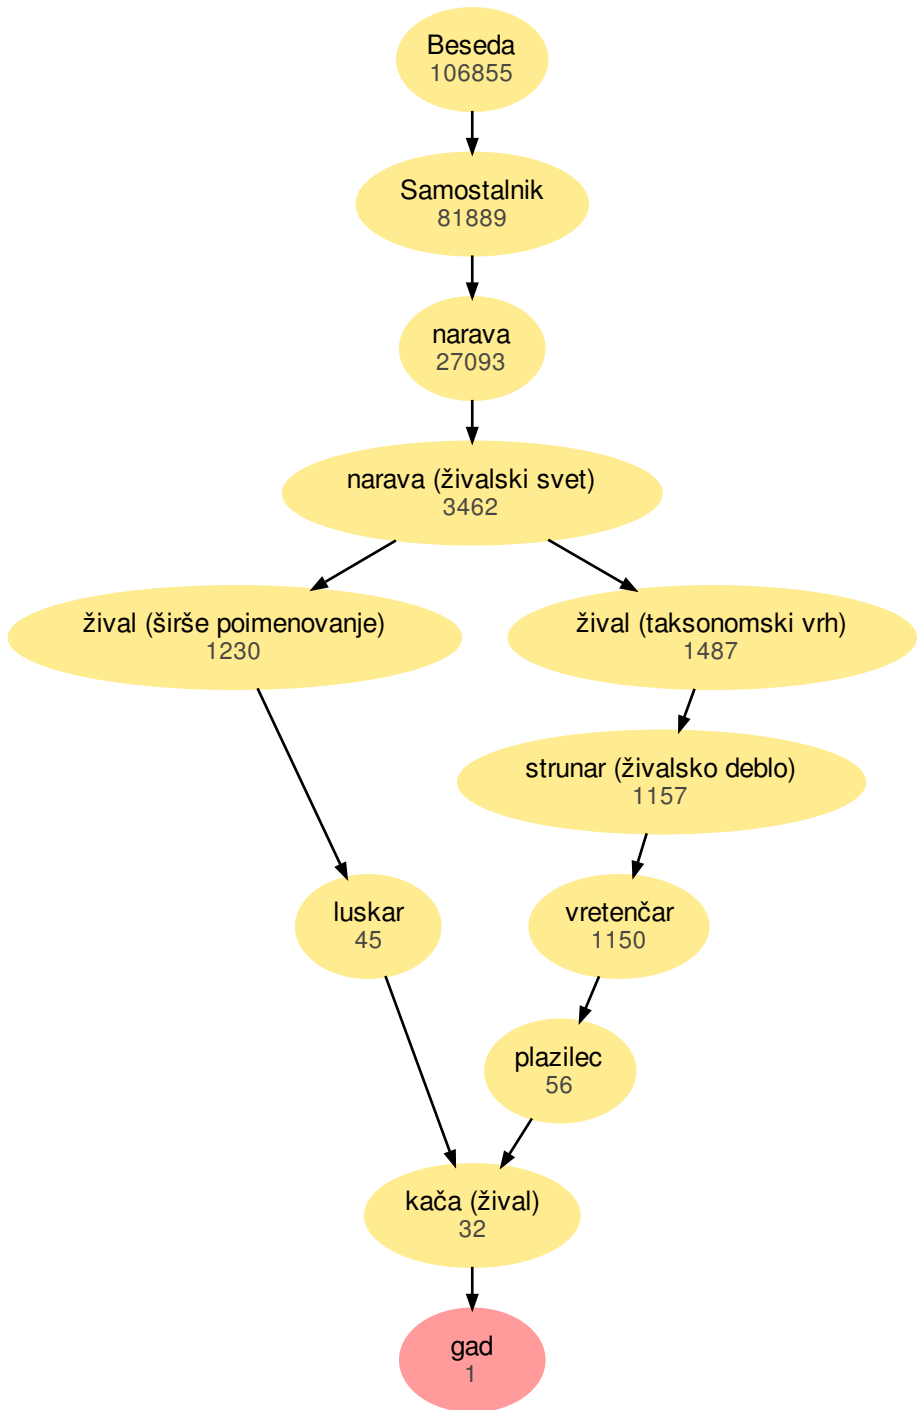 Beseda
106855
Samostalnik
81889
narava
27093
narava (živalski svet)
3462
žival (širše poimenovanje)
1230
žival (taksonomski vrh)
1487
strunar (živalsko deblo)
1157
luskar
45
vretenčar
1150
plazilec
56
kača (žival)
32
gad
1